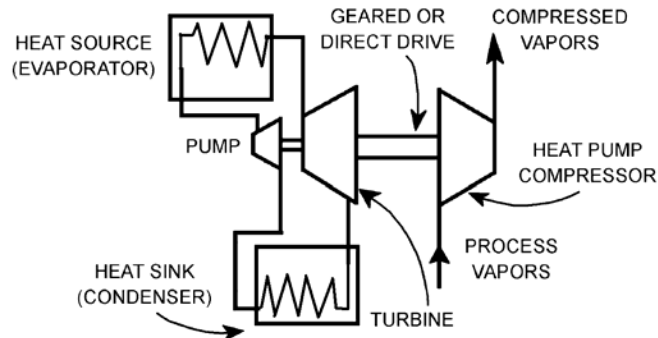 HEAT SOURCE
(EVAPORATOR)
GEARED OR
DIRECT DRIVE
COMPRESSED
VAPORS
PUMP
HEAT PUMP
COMPRESSOR
HEAT SINK
(CONDENSER)
PROCESS
VAPORS
TURBINE